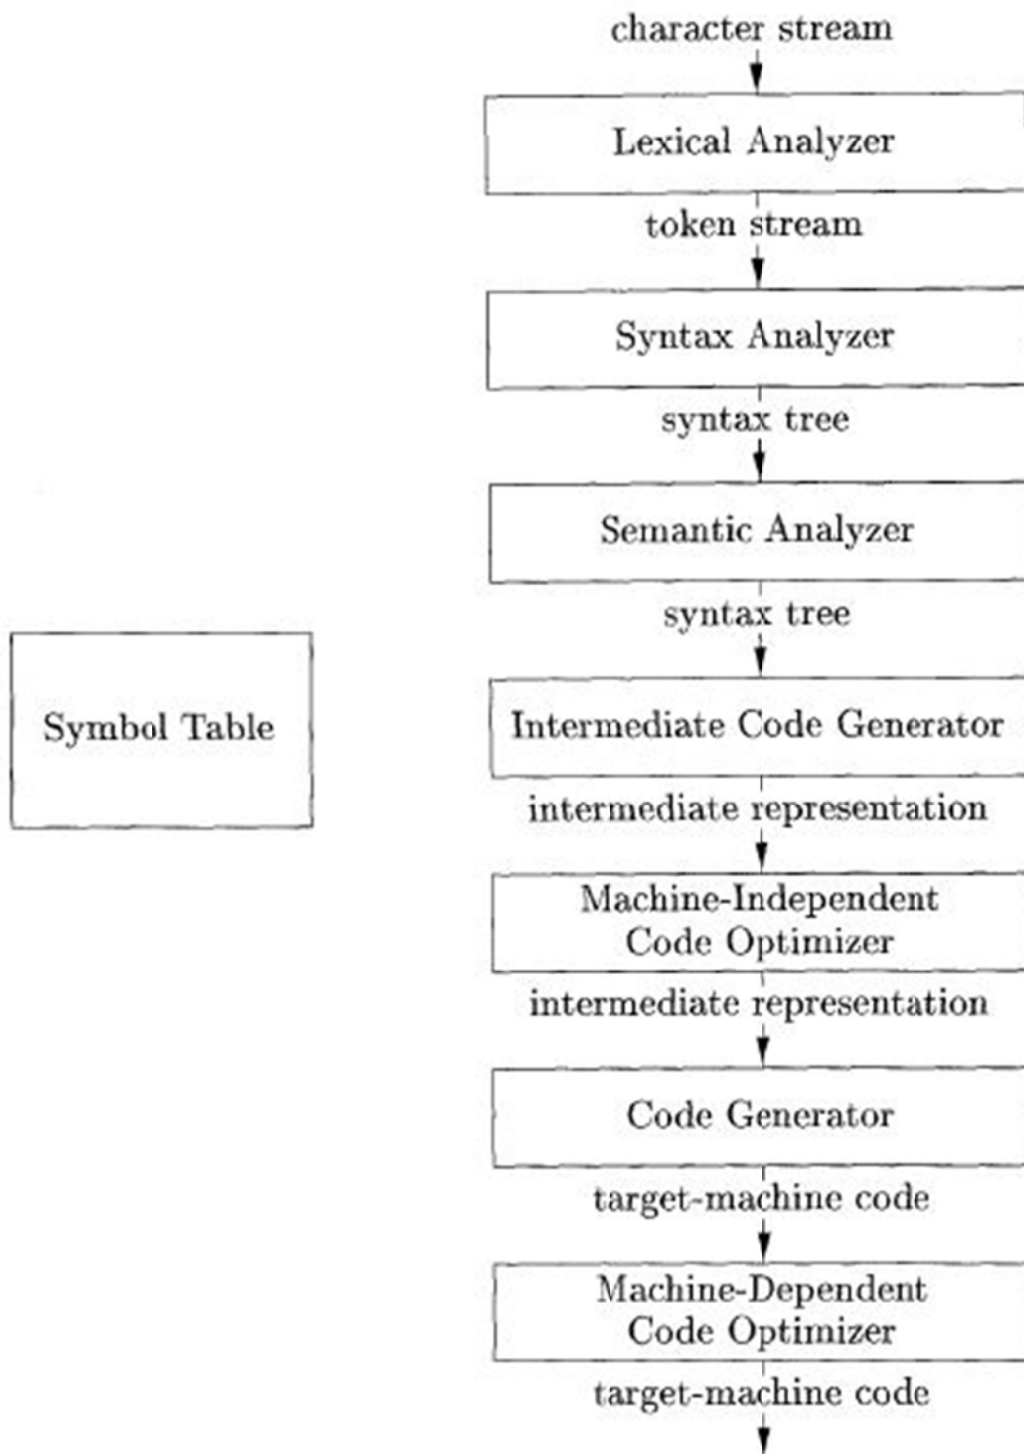 character stream
Lexical Analyzer
token stream
Syntax Analyzer
syntax tree
Semantic Analyzer
syntax tree
Symbol Table
Intermediate Code Generator
intermediate representation
Machine-Independent
Code Optimizer
intermediate representation
Code Generator
target-machine code
Machine-Dependent
Code Optimizer
target-machine code